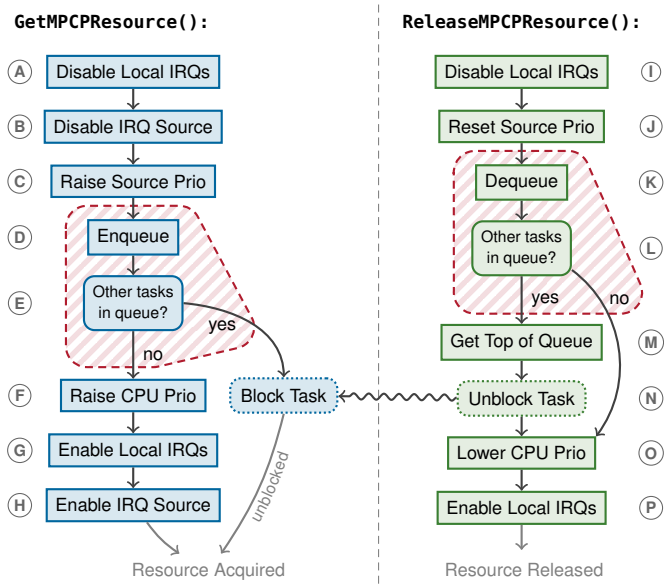 GetMPCPResource():
A
Disable Local IRQs
B
Disable IRQ Source
C
Raise Source Prio
D
Enqueue
E
Other tasks
in queue?
yes
no
F
Raise CPU Prio
Block Task
G
Enable Local IRQs
H
Enable IRQ Source
unblocked
Resource Acquired
ReleaseMPCPResource():
Disable Local IRQs
I
Reset Source Prio
J
Dequeue
K
Other tasks
in queue?
L
yes
no
Get Top of Queue
M
Unblock Task
N
Lower CPU Prio
O
Enable Local IRQs
P
Resource Released